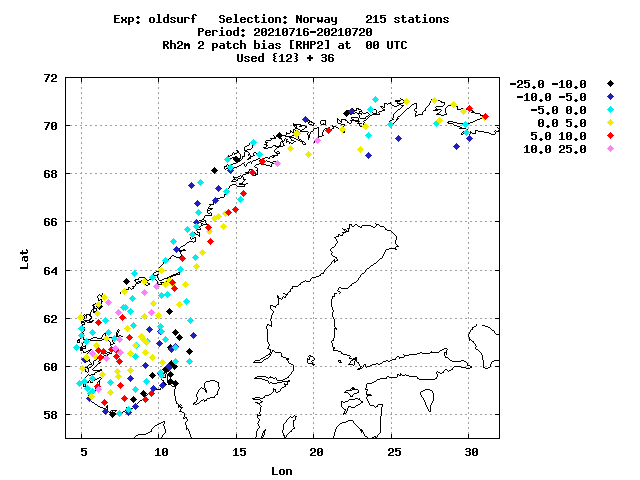 Exp: oldsurf   Selection: Norway    215 stations
Period: 20210716-20210720
Rh2m 2 patch bias [RHP2] at  00 UTC
Used {12} + 36
72
70
68
66
64
62
60
58
Lat
5 10 15 20 25 30
Lon
-25.0 -10.0
-10.0 -5.0
-5.0 0.0
0.0 5.0
5.0 10.0
10.0 25.0